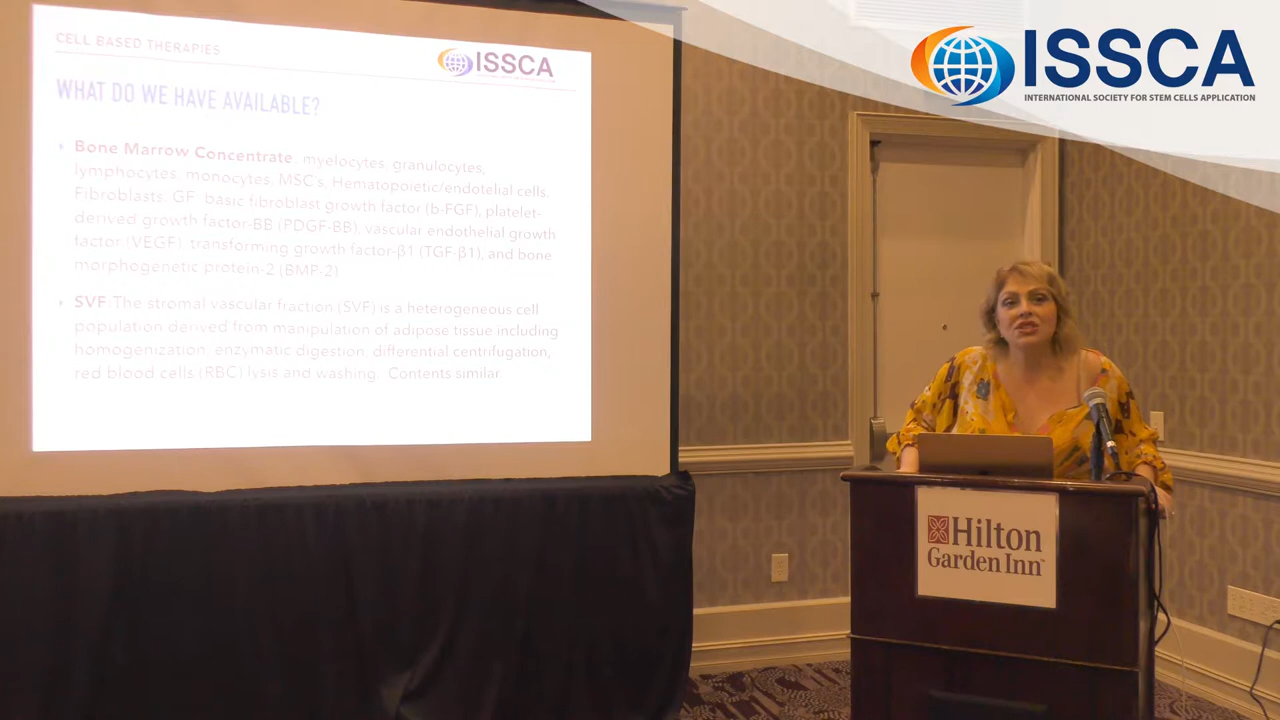 CELL BASED THERAPIES
ISSCA
WHAT DO WE HAVE AVAILABLE?
Bone Marrow Concentrate: myelocytes, granulocytes,
lymphocytes, monocytes, MSC's, Hematopoietic/endotelial cells,
Fibroblasts. GF: basic fibroblast growth factor (b-FGF), platelet-
derived growth factor-BB (PDGF-BB), vascular endothelial growth
factor (VEGF), transforming growth factor-β1 (TGF-β1), and bone
morphogenetic protein-2 (BMP-2)
SVF The stromal vascular fraction (SVF) is a heterogeneous cell
population derived from manipulation of adipose tissue including
homogenization, enzymatic digestion, differential centrifugation,
red blood cells (RBC) lysis and washing. Contents similar
ISSCA
INTERNATIONAL SOCIETY FOR STEM CELLS APPLICATION
Hilton
Garden Inn™